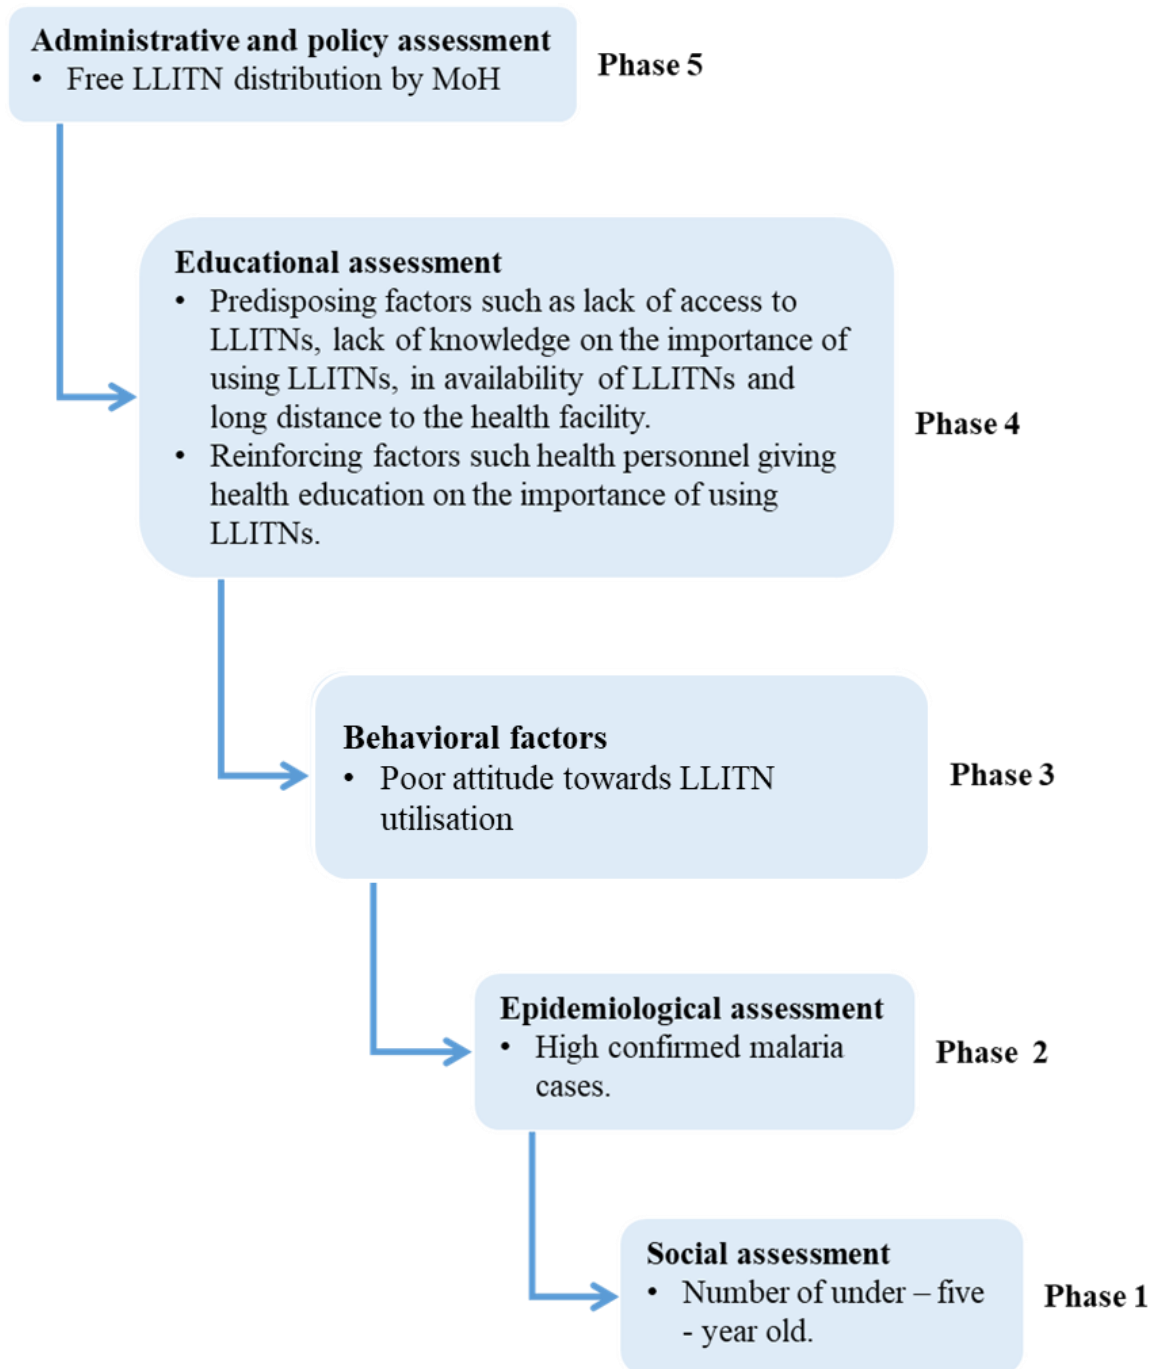 Administrative and policy assessment
• Free LLITN distribution by MoH
Phase 5
Educational assessment
• Predisposing factors such as lack of access to
LLITNs, lack of knowledge on the importance of
using LLITNs, in availability of LLITNs and
long distance to the health facility.
• Reinforcing factors such health personnel giving
health education on the importance of using
LLITNs.
Phase 4
Behavioral factors
• Poor attitude towards LLITN
utilisation
Phase 3
Epidemiological assessment
• High confirmed malaria
cases.
Phase 2
Social assessment
• Number of under – five
- year old.
Phase 1